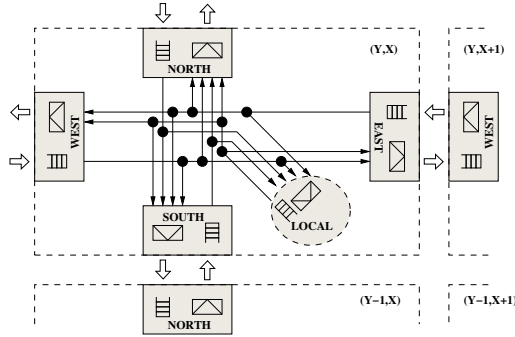 NORTH
(Y,X)
(Y,X+1)
WEST
EAST
WEST
SOUTH
LOCAL
NORTH
(Y−1,X)
(Y−1,X+1)